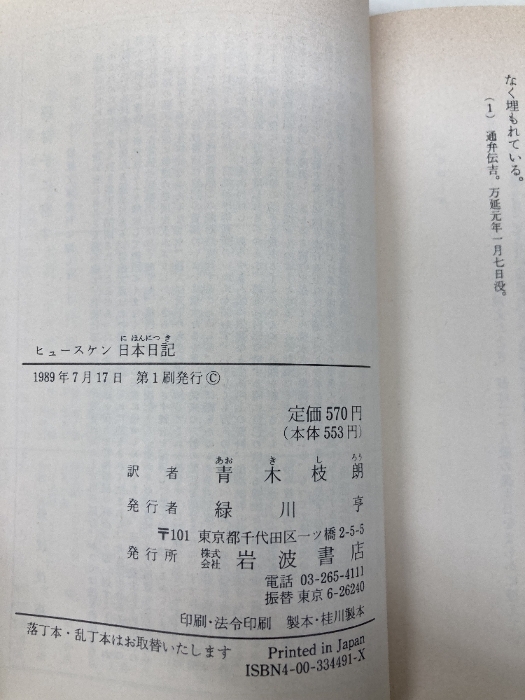 なく埋もれている。
(1) 通弁伝吉。万延元年一月七日没。
に ほんにっ き
ヒュースケン 日本日記
1989年7月17日 第1刷発行©
定価570円
(本体553円)
あお き し ろう
訳者 青木枝朗
発行者 緑川亨
〒101 東京都千代田区一ツ橋2-5-5
発行所 株式会社 岩波書店
電話 03-265-4111
振替 東京 6-26240
印刷・法令印刷 製本・桂川製本
落丁本・乱丁本はお取替いたします
Printed in Japan
ISBN4-00-334491-X